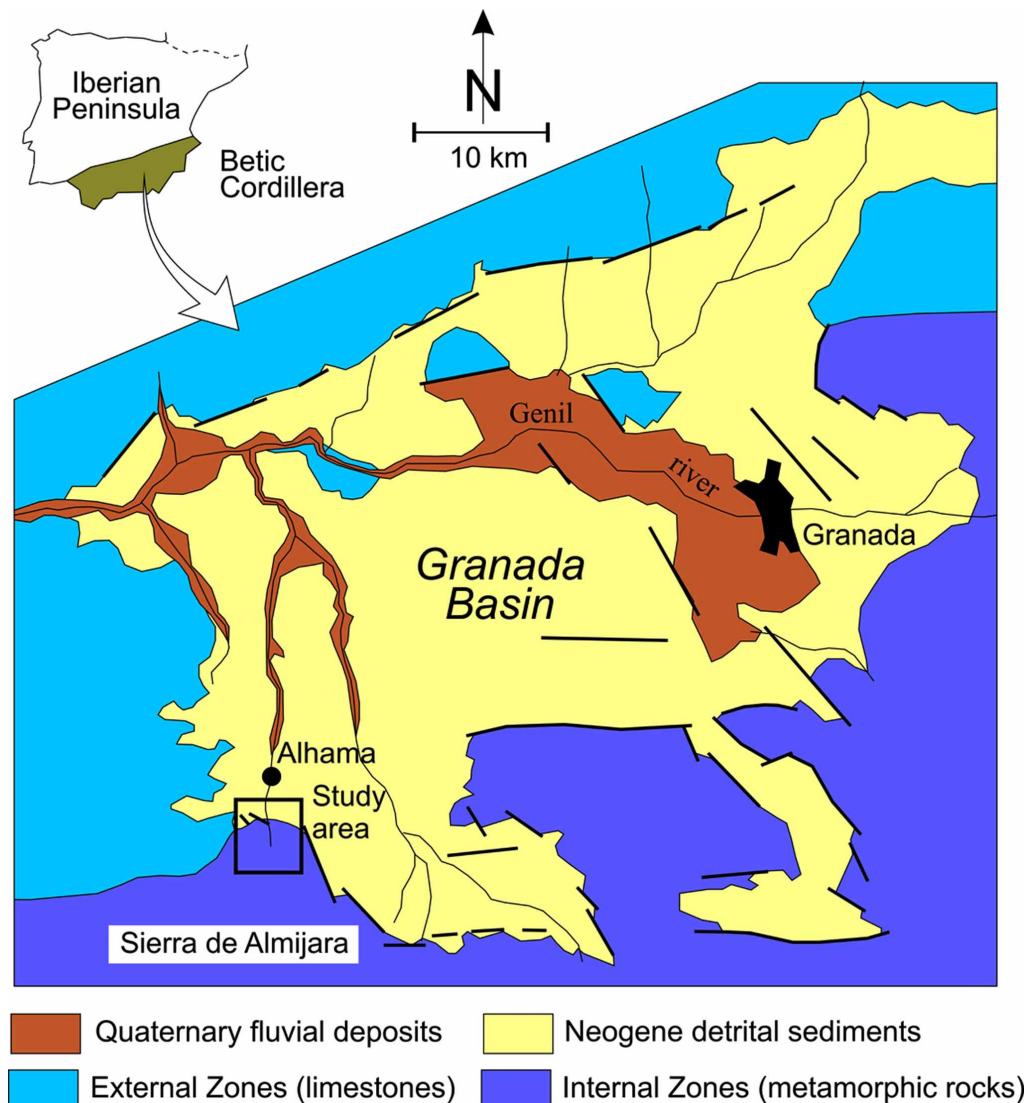 Iberian
Peninsula
N
10 km
Betic
Cordillera
Genil
river
Granada
Granada
Basin
Alhama
Study
area
Sierra de Almijara
Quaternary fluvial deposits
Neogene detrital sediments
External Zones (limestones)
Internal Zones (metamorphic rocks)